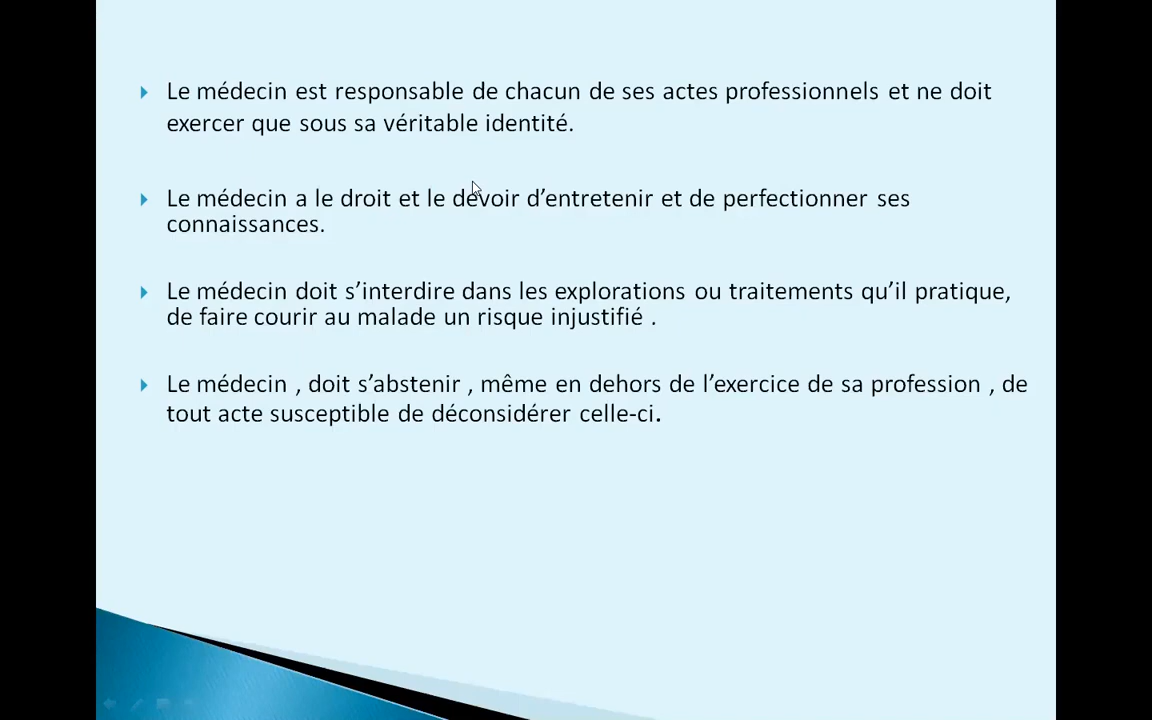 Le médecin est responsable de chacun de ses actes professionnels et ne doit
exercer que sous sa véritable identité.
Le médecin a le droit et le devoir d’entretenir et de perfectionner ses
connaissances.
Le médecin doit s’interdire dans les explorations ou traitements qu’il pratique,
de faire courir au malade un risque injustifié .
Le médecin , doit s’abstenir , même en dehors de l’exercice de sa profession , de
tout acte susceptible de déconsidérer celle-ci.